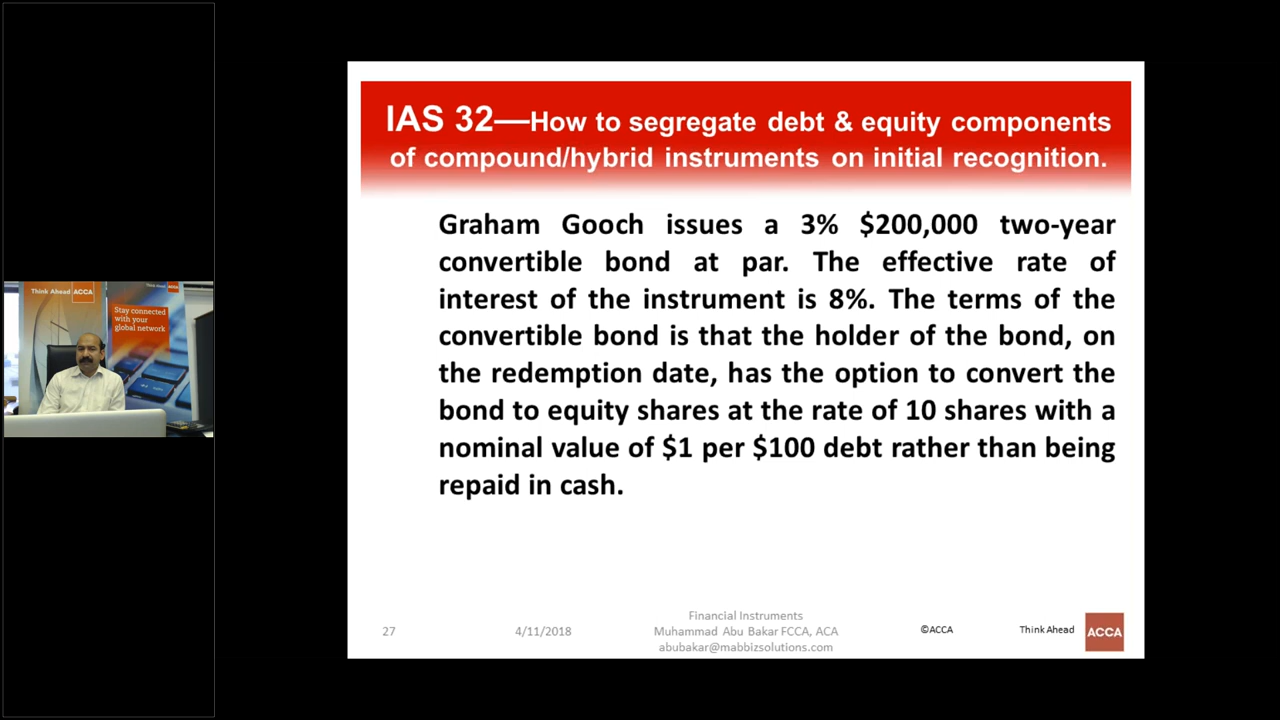 IAS 32—How to segregate debt & equity components
of compound/hybrid instruments on initial recognition.
Graham Gooch issues a 3% $200,000 two-year
convertible bond at par. The effective rate of
interest of the instrument is 8%. The terms of the
convertible bond is that the holder of the bond, on
the redemption date, has the option to convert the
bond to equity shares at the rate of 10 shares with a
nominal value of $1 per $100 debt rather than being
repaid in cash.
27
4/11/2018
Financial Instruments
Muhammad Abu Bakar FCCA, ACA
abubakar@mabbizsolutions.com
©ACCA
Think Ahead
ACCA
Think Ahead ACCA
Stay connected
with your
global network